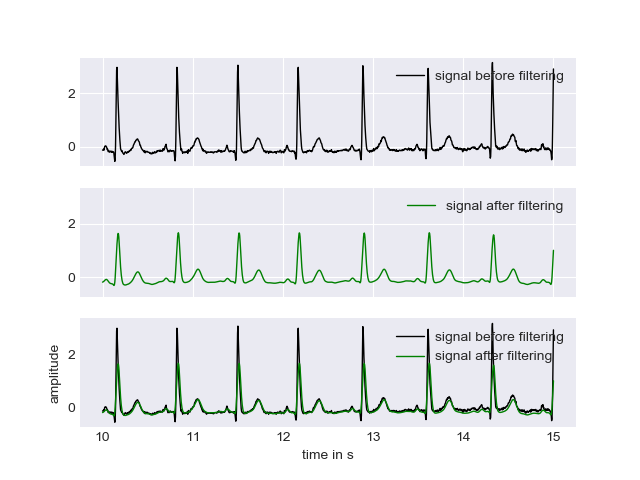 signal before filtering
2
0
signal after filtering
2
0
signal before filtering
signal after filtering
2
0
amplitude
10 11 12 13 14 15
time in s